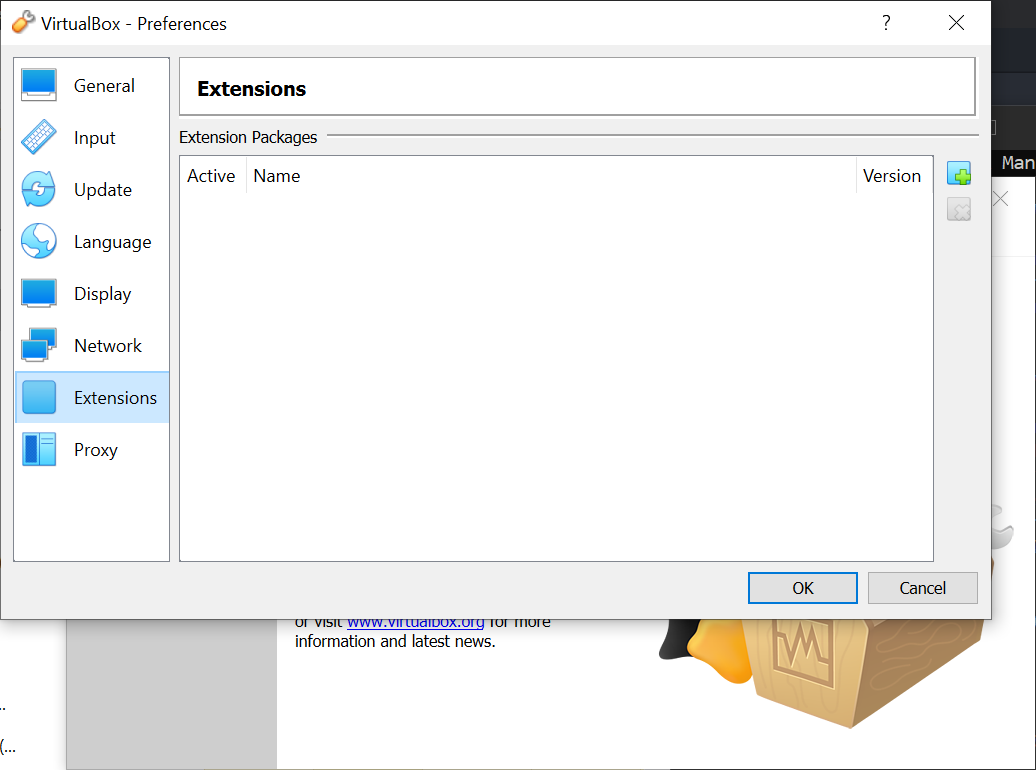 VirtualBox - Preferences
?
General
Input
Update
Language
Display
Network
Extensions
Proxy
Extensions
Extension Packages
Active Name Version
Man
OK Cancel
or visit www.virtualbox.org for more
information and latest news.
..
(...